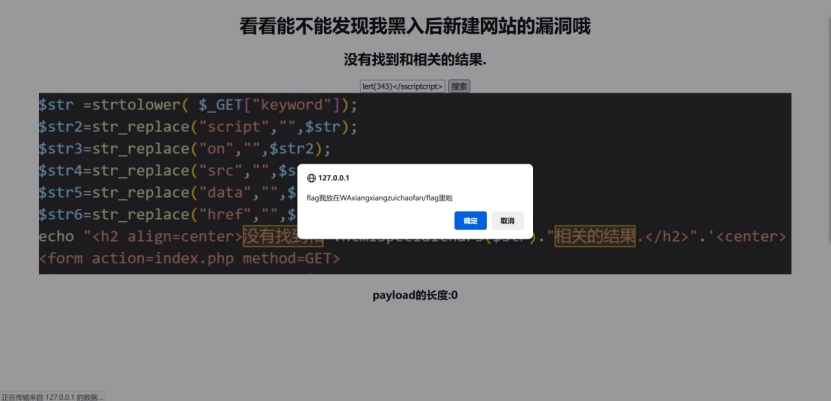 看看能不能发现我黑入后新建网站的漏洞哦
没有找到和相关的结果.
lert(343)</sscriptcript> 搜索
$str =strtolower( $_GET["keyword"]);
$str2=str_replace("script","",$str);
$str3=str_replace("on","",$str2);
$str4=str_replace("src","",$s
$str5=str_replace("data","",$
$str6=str_replace("href","",$
127.0.0.1
flag我放在WAxiangxiangzuichaofan/flag里啦
确定 取消
echo "<h2 align=center>没有找到和".htmlspecialchars($str)."相关的结果.</h2>".'<center>
<form action=index.php method=GET>
payload的长度:0
正在传输来自 127.0.0.1 的数据...